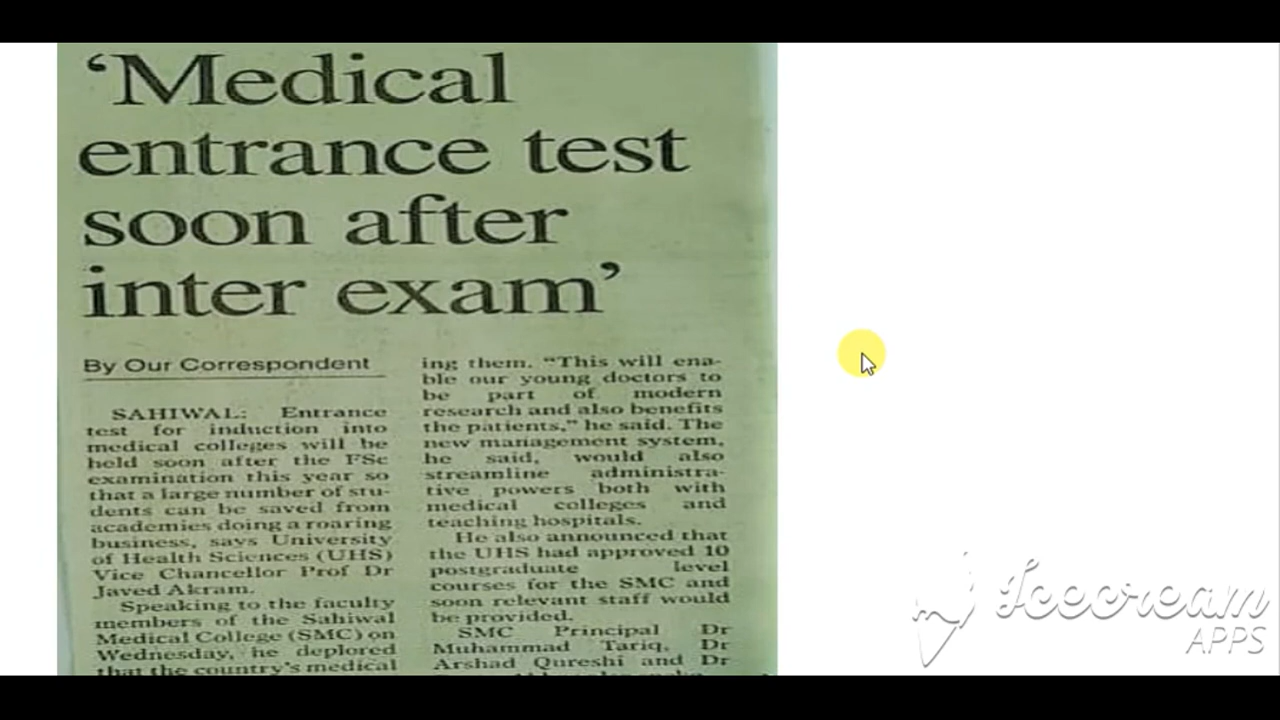 ‘Medical
entrance test
soon after
inter exam’
By Our Correspondent
SAHIWAL: Entrance
test for induction into
medical colleges will be
held soon after the FSc
examination this year so
that a large number of stu-
dents can be saved from
academies doing a roaring
business, says University
of Health Sciences (UHS)
Vice Chancellor Prof Dr
Javed Akram.
Speaking to the faculty
members of the Sahiwal
Medical College (SMC) on
Wednesday, he deplored
that the country's medical
ing them. “This will ena-
ble our young doctors to
be part of modern
research and also benefits
the patients,” he said. The
new management system,
he said, would also
streamline administra-
tive powers both with
medical colleges and
teaching hospitals.
He also announced that
the UHS had approved 10
postgraduate level
courses for the SMC and
soon relevant staff would
be provided.
SMC Principal Dr
Muhammad Tariq, Dr
Arshad Qureshi and Dr
Icecream
APPS